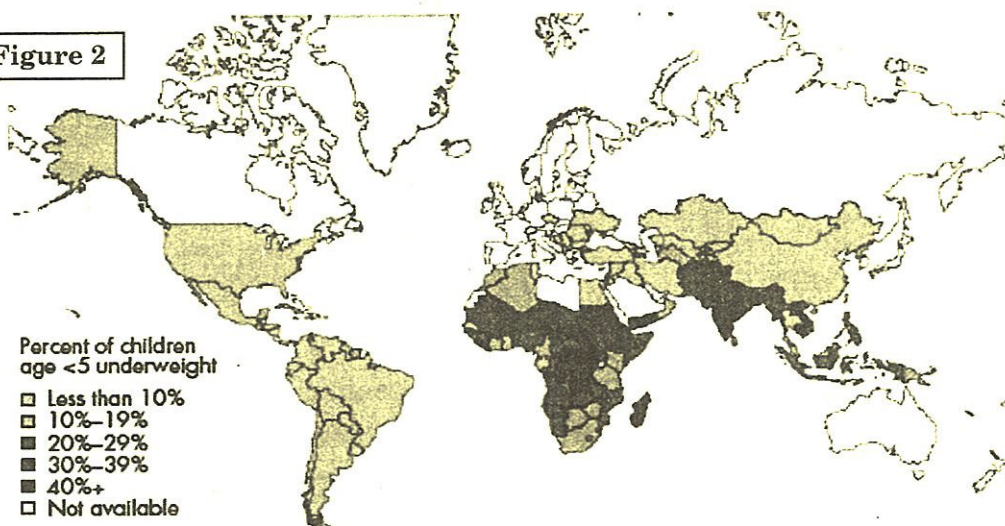 Figure 2
Percent of children
age <5 underweight
Less than 10%
10%–19%
20%–29%
30%–39%
40%+
Not available